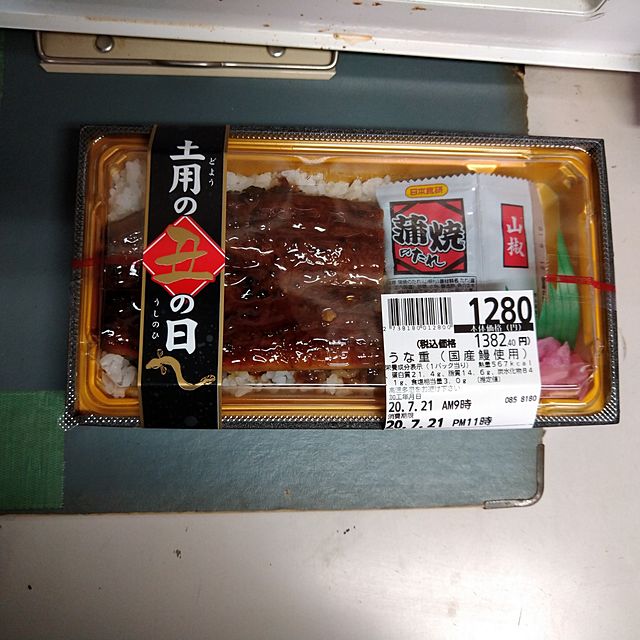 土用の
どよう
丑
の日
うしのひ
日本食研
蒲焼
のたれ
山椒
1280
本体価格(円)
2 738180 012800
(税込価格 1382.40 円)
うな重(国産鰻使用)
栄養成分表示(1パック当り) 熱量567kcal
、蛋白質21.4g、脂質14.6g、炭水化物84
.1g、食塩相当量3.0g (推定値)
加工年月日
20.7.21 AM9時
085 8180
消費期限
20.7.21 PM11時